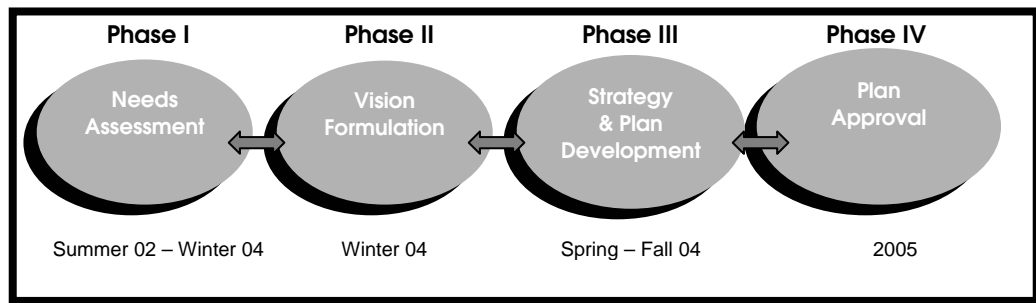 Phase I
Phase II
Phase III
Phase IV
Needs
Assessment
Vision
Formulation
Strategy
& Plan
Development
Plan
Approval
Summer 02 – Winter 04
Winter 04
Spring – Fall 04
2005